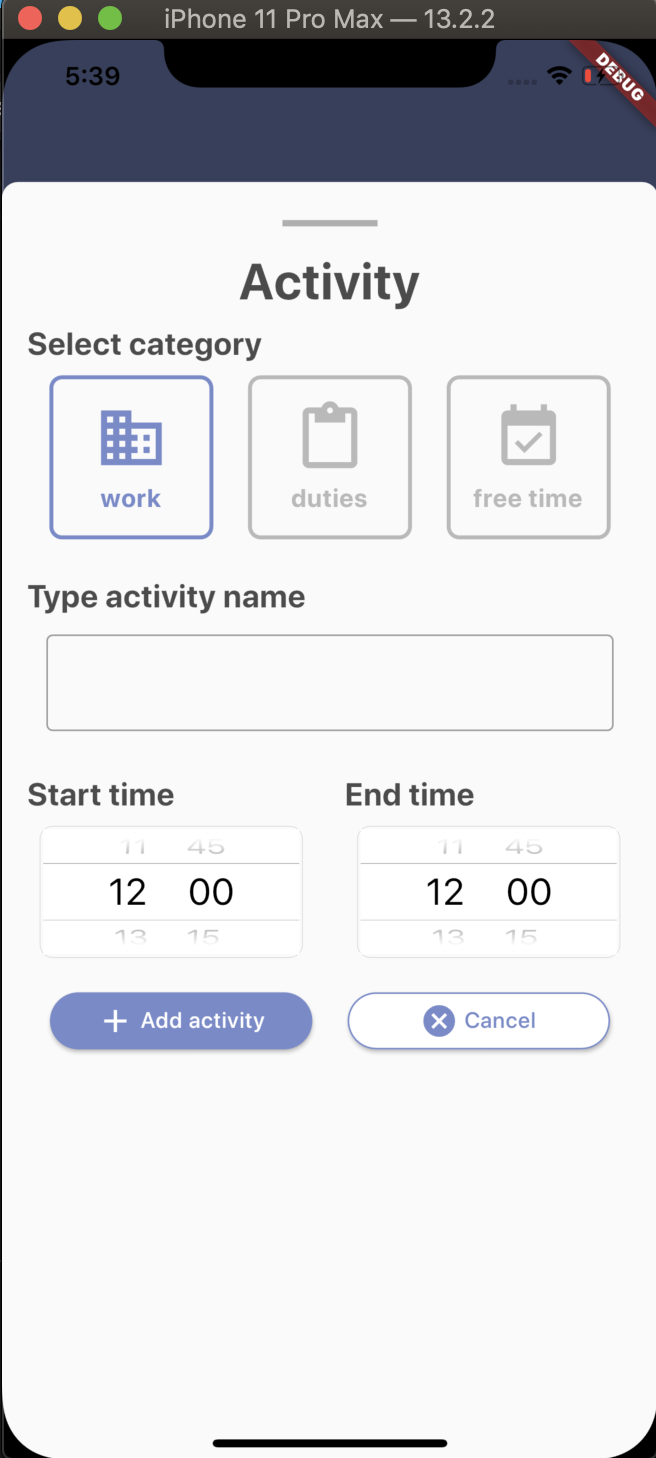 iPhone 11 Pro Max — 13.2.2
5:39
DEBUG
Activity
Select category
work duties free time
Type activity name
Start time End time
11 45 11 45
12 00 12 00
13 15 13 15
Add activity Cancel